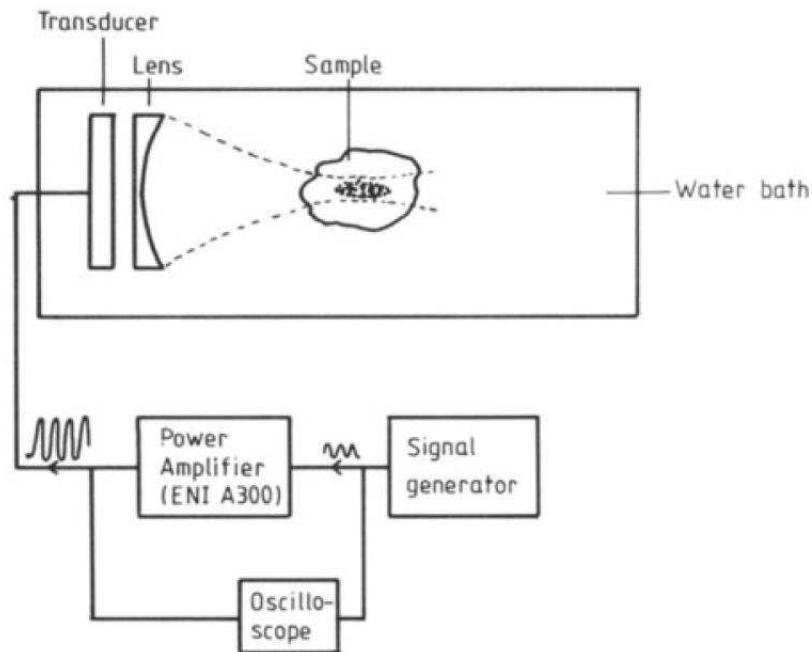 Transducer
Lens
Sample
Water bath
Power
Amplifier
(ENI A300)
Signal
generator
Oscillo-
scope